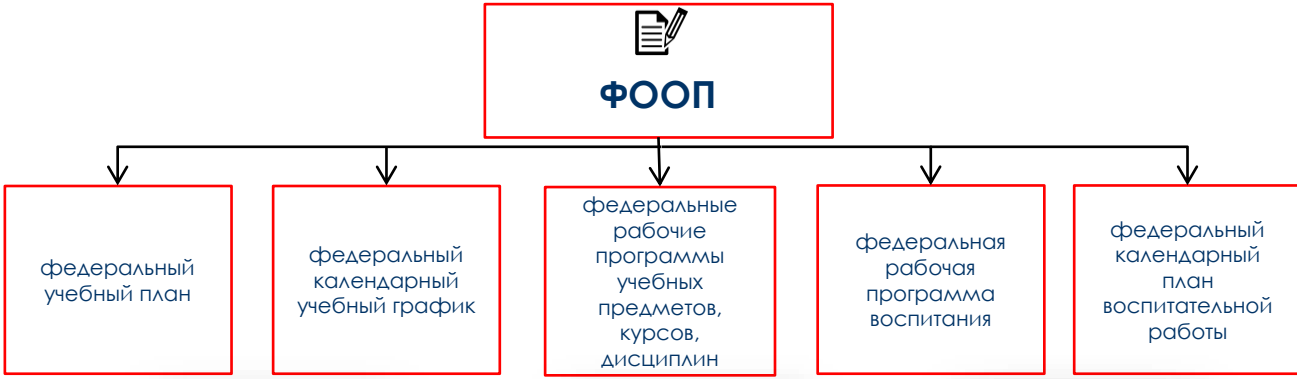 ФООП
федеральный
учебный план
федеральный
календарный
учебный график
федеральные
рабочие
программы
учебных
предметов,
курсов,
дисциплин
федеральная
рабочая
программа
воспитания
федеральный
календарный
план
воспитательной
работы